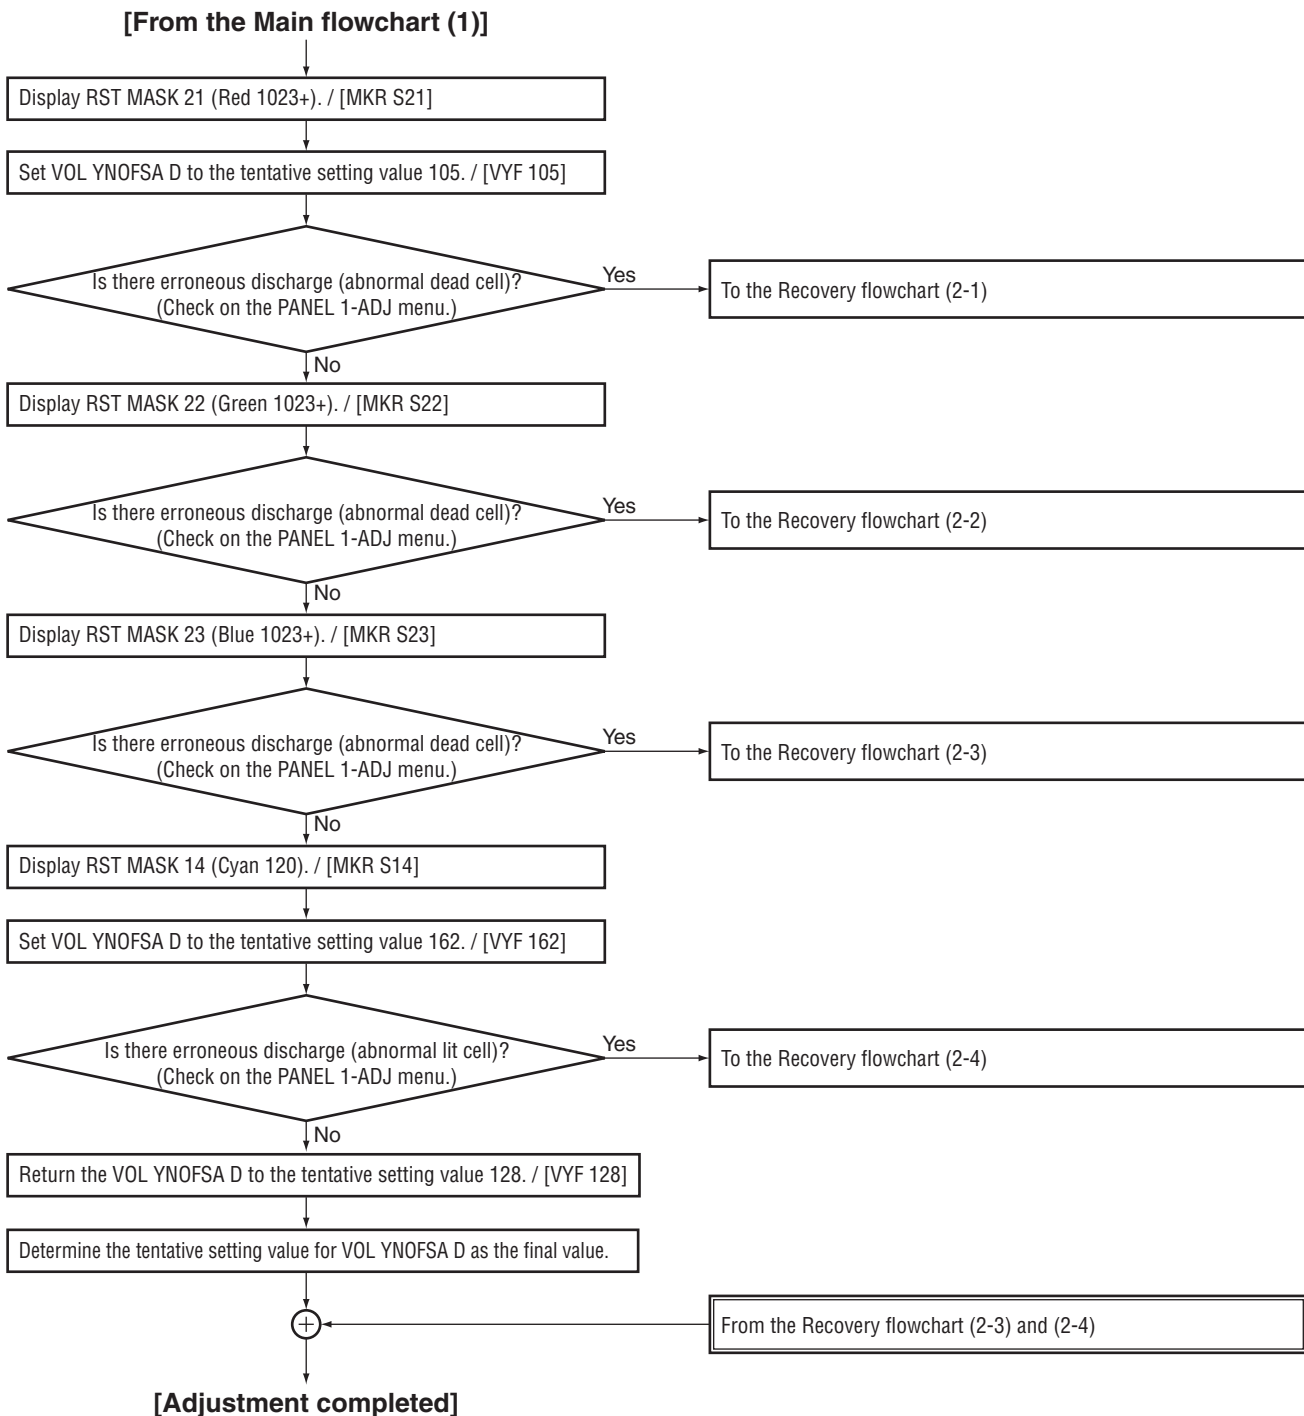 [From the Main flowchart (1)]
Display RST MASK 21 (Red 1023+). / [MKR S21]
Set VOL YNOFSA D to the tentative setting value 105. / [VYF 105]
Is there erroneous discharge (abnormal dead cell)?
(Check on the PANEL 1-ADJ menu.)
Yes
To the Recovery flowchart (2-1)
No
Display RST MASK 22 (Green 1023+). / [MKR S22]
Is there erroneous discharge (abnormal dead cell)?
(Check on the PANEL 1-ADJ menu.)
Yes
To the Recovery flowchart (2-2)
No
Display RST MASK 23 (Blue 1023+). / [MKR S23]
Is there erroneous discharge (abnormal dead cell)?
(Check on the PANEL 1-ADJ menu.)
Yes
To the Recovery flowchart (2-3)
No
Display RST MASK 14 (Cyan 120). / [MKR S14]
Set VOL YNOFSA D to the tentative setting value 162. / [VYF 162]
Is there erroneous discharge (abnormal lit cell)?
(Check on the PANEL 1-ADJ menu.)
Yes
To the Recovery flowchart (2-4)
No
Return the VOL YNOFSA D to the tentative setting value 128. / [VYF 128]
Determine the tentative setting value for VOL YNOFSA D as the final value.
From the Recovery flowchart (2-3) and (2-4)
[Adjustment completed]